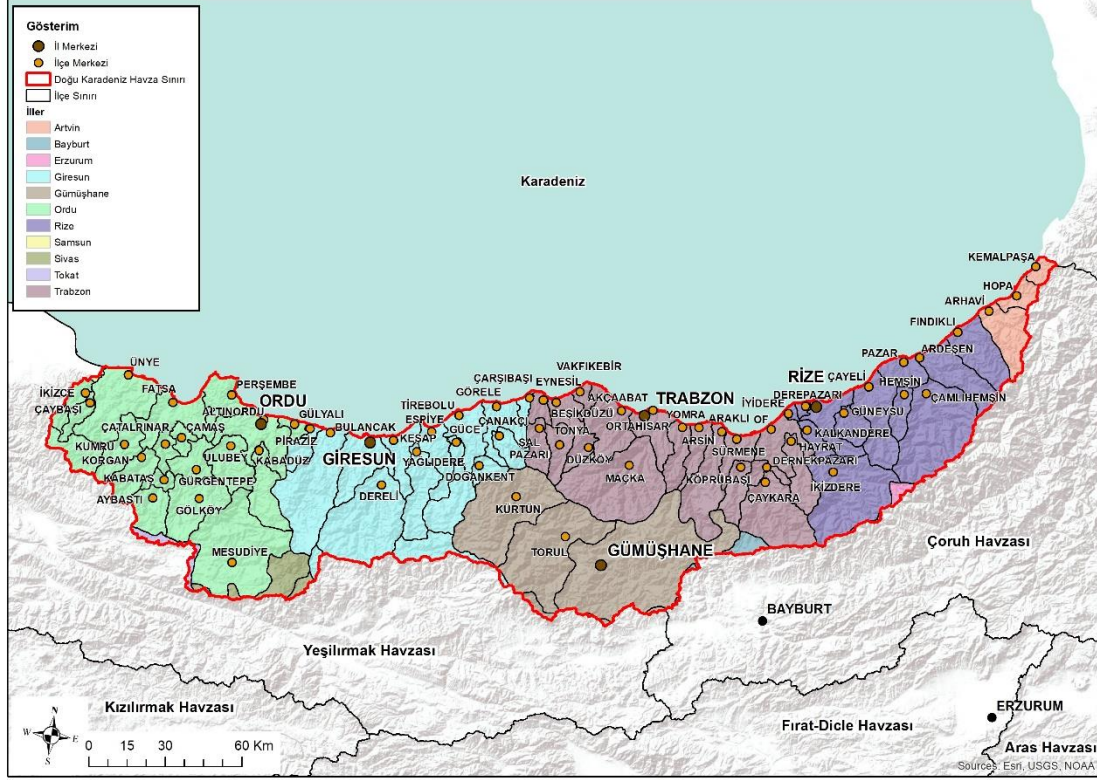 Gösterim
İl Merkezi
İlçe Merkezi
Doğu Karadeniz Havza Sınırı
İlçe Sınırı
İller
Artvin
Bayburt
Erzurum
Giresun
Gümüşhane
Ordu
Rize
Samsun
Sivas
Tokat
Trabzon
Karadeniz
KEMALPAŞA
HOPA
ARHAVİ
FINDIKLI
PAZAR
ARDEŞEN
ÇAYELİ
HEMŞİN
ÇAMLIHEMŞİN
RİZE
DEREPAZARI
İYİDERE
GÜNEYSU
KALKANDERE
HAYRAT
DERNEKPAZARI
İKİZDERE
ÇAYKARA
KÖPRÜBAŞI
SÜRMENE
OF
ARAKLI
ARSİN
YOMRA
TRABZON
ORTAHİSAR
AKÇAABAT
VAKFIKEBİR
ÇARŞIBAŞI
EYNESİL
BEŞİKDÜZÜ
TONYA
DÜZKÖY
MAÇKA
ŞAL
PAZARI
GÖRELE
ÇANAKÇI
TİREBOLU
ESPİYE
GÜCE
YAĞLIDERE
DOĞANKENT
KEŞAP
GİRESUN
DERELİ
BULANCAK
PİRAZİZ
GÜLYALI
ORDU
PERŞEMBE
ALTINORDU
KABADÜZ
ULUBEY
GÜRGENTEPE
GÖLKÖY
MESUDİYE
ÜNYE
FATSA
İKİZCE
ÇAYBAŞI
ÇATALPINAR
ÇAMAŞ
KUMRU
KORGAN
KABATAŞ
AYBASTI
KÜRTÜN
TORUL
GÜMÜŞHANE
Çoruh Havzası
BAYBURT
Yeşilırmak Havzası
Kızılırmak Havzası
Fırat-Dicle Havzası
ERZURUM
Aras Havzası
N
W
E
S
0 15 30 60 Km
Sources: Esri, USGS, NOAA